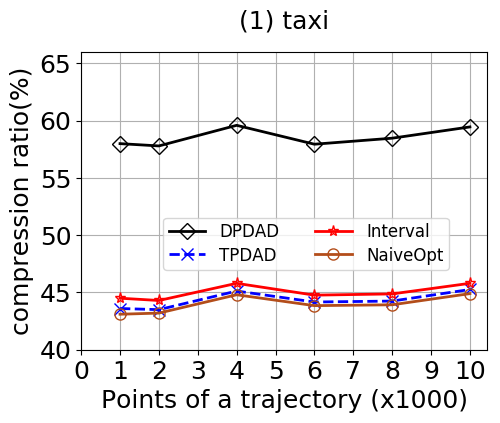 (1) taxi
compression ratio(%)
65
60
55
50
45
40
DPDAD
TPDAD
Interval
NaiveOpt
0 1 2 3 4 5 6 7 8 9 10
Points of a trajectory (x1000)